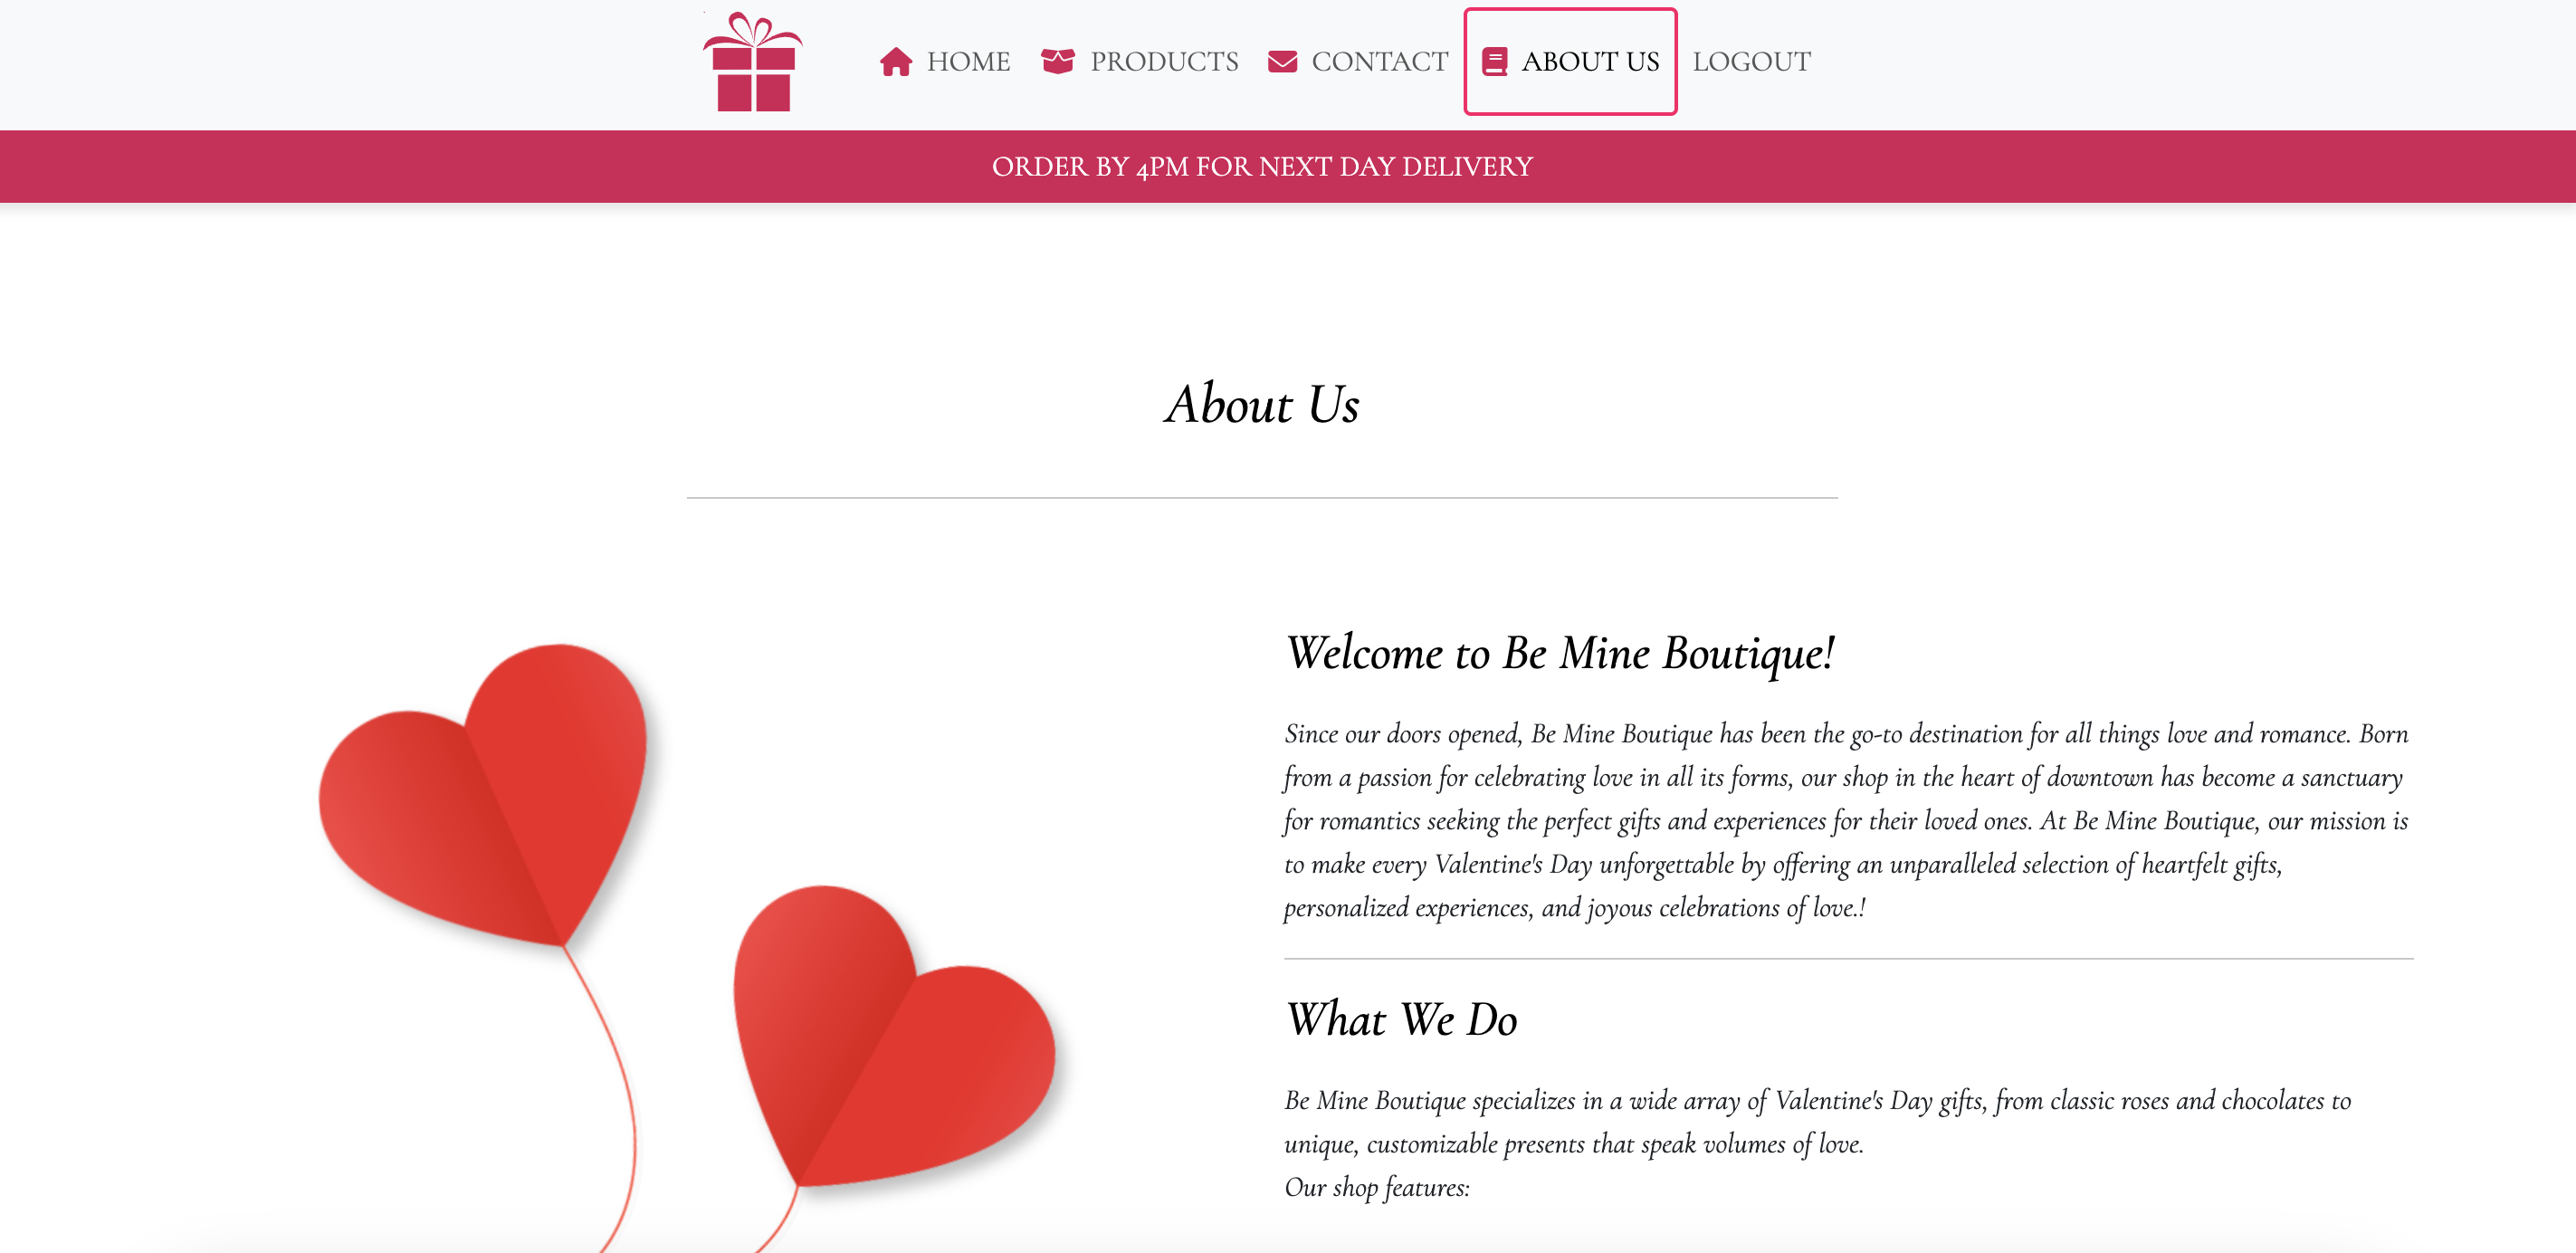 HOME PRODUCTS CONTACT ABOUT US LOGOUT
ORDER BY 4PM FOR NEXT DAY DELIVERY
About Us
Welcome to Be Mine Boutique!
Since our doors opened, Be Mine Boutique has been the go-to destination for all things love and romance. Born
from a passion for celebrating love in all its forms, our shop in the heart of downtown has become a sanctuary
for romantics seeking the perfect gifts and experiences for their loved ones. At Be Mine Boutique, our mission is
to make every Valentine's Day unforgettable by offering an unparalleled selection of heartfelt gifts,
personalized experiences, and joyous celebrations of love.!
What We Do
Be Mine Boutique specializes in a wide array of Valentine's Day gifts, from classic roses and chocolates to
unique, customizable presents that speak volumes of love.
Our shop features: